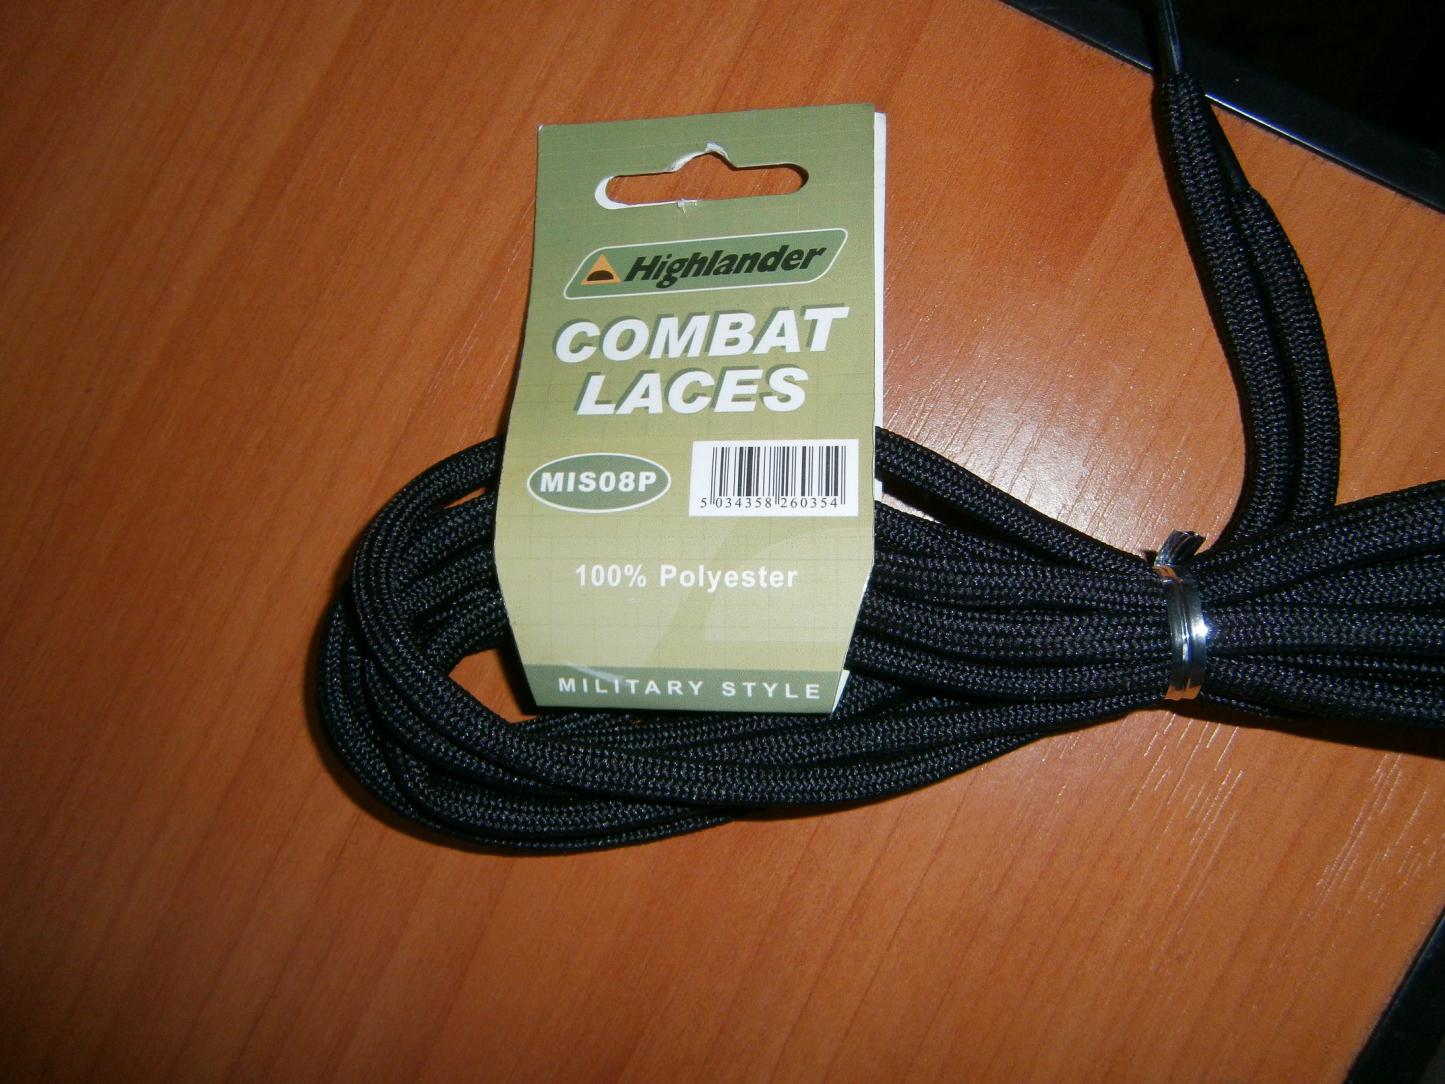 Highlander
COMBAT
LACES
MIS08P
5 034358 260354
100% Polyester
MILITARY STYLE